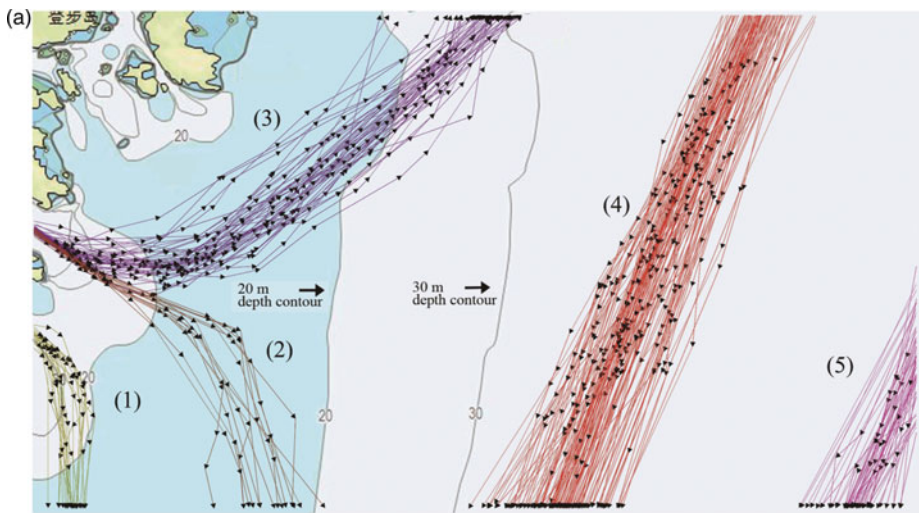 (a)
登步岛
20
(3)
(4)
20 m
depth contour
30 m
depth contour
(2)
(5)
20
(1)
20
30